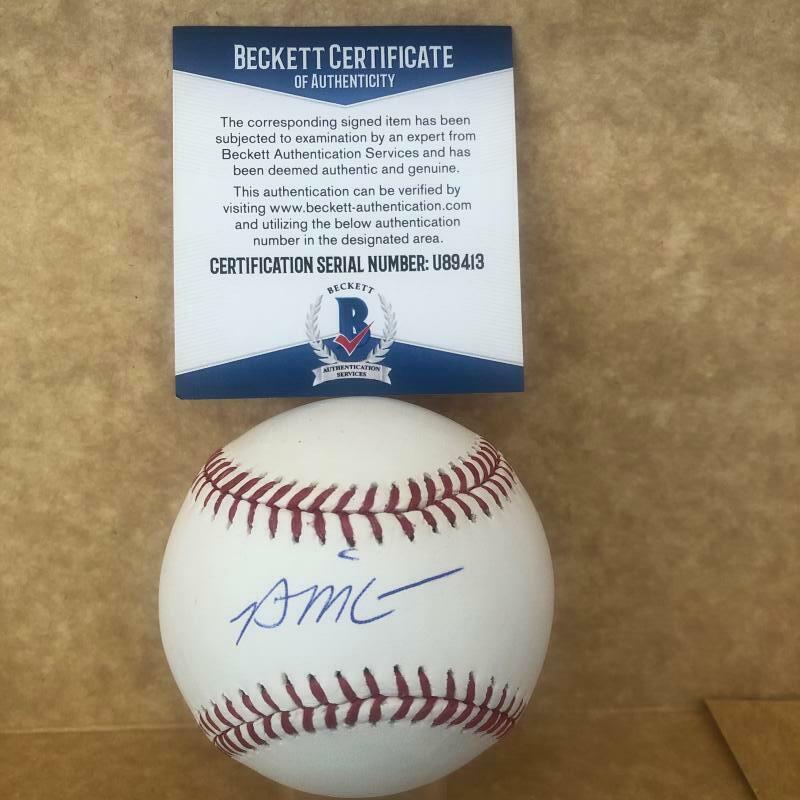 BECKETT CERTIFICATE
OF AUTHENTICITY
The corresponding signed item has been
subjected to examination by an expert from
Beckett Authentication Services and has
been deemed authentic and genuine.
This authentication can be verified by
visiting www.beckett-authentication.com
and utilizing the below authentication
number in the designated area.
CERTIFICATION SERIAL NUMBER: U89413
BECKETT
B
AUTHENTICATION
SERVICES